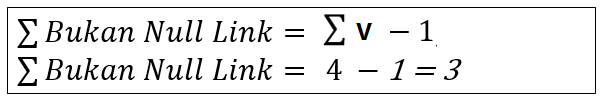 ∑ Bukan Null Link = ∑ v − 1
∑ Bukan Null Link = 4 − 1 = 3